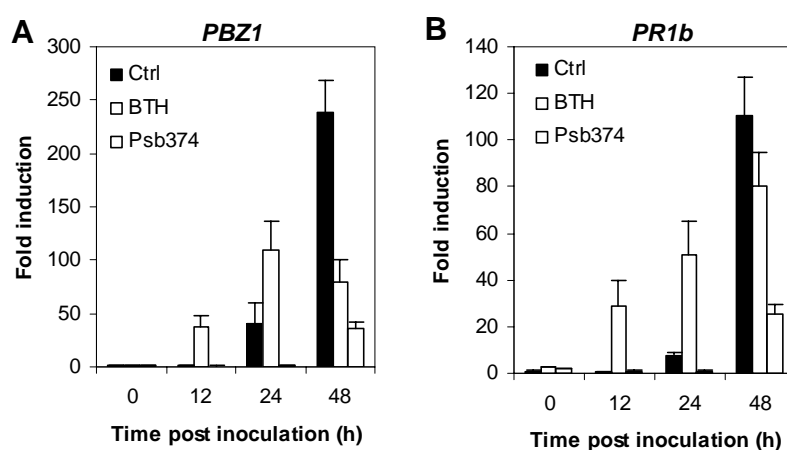 A
PBZ1
300
250
200
150
100
50
0
Fold induction
Ctrl
BTH
Psb374
0 12 24 48
Time post inoculation (h)
B
PR1b
140
120
100
80
60
40
20
0
Fold induction
Ctrl
BTH
Psb374
0 12 24 48
Time post inoculation (h)